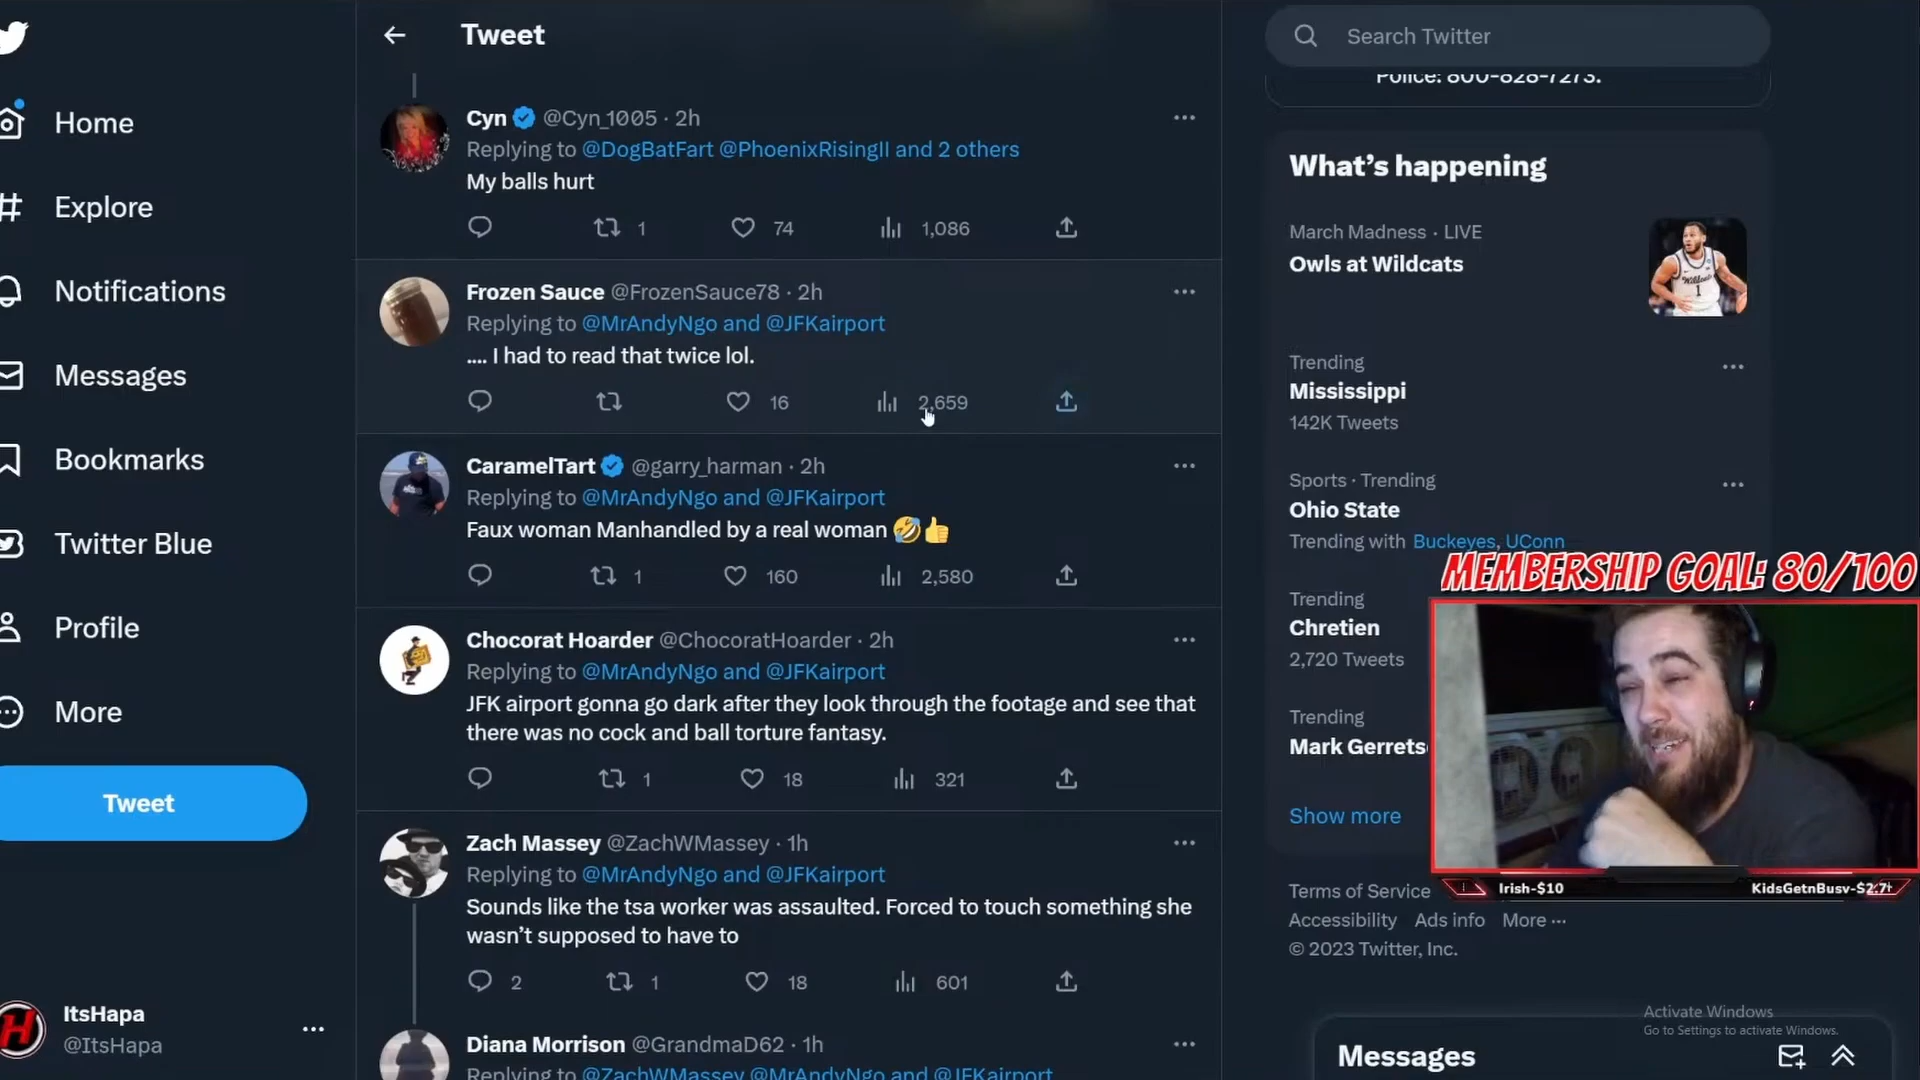 Tweet
Search Twitter
Police: 800-828-7273.
Home
Explore
Notifications
Messages
Bookmarks
Twitter Blue
Profile
More
Tweet
ItsHapa
@ItsHapa
Cyn @Cyn_1005 · 2h
Replying to @DogBatFart @PhoenixRisingII and 2 others
My balls hurt
1 74 1,086
Frozen Sauce @FrozenSauce78 · 2h
Replying to @MrAndyNgo and @JFKairport
.... I had to read that twice lol.
16 2,659
CaramelTart @garry_harman · 2h
Replying to @MrAndyNgo and @JFKairport
Faux woman Manhandled by a real woman 🤣👍
1 160 2,580
Chocorat Hoarder @ChocoratHoarder · 2h
Replying to @MrAndyNgo and @JFKairport
JFK airport gonna go dark after they look through the footage and see that
there was no cock and ball torture fantasy.
1 18 321
Zach Massey @ZachWMassey · 1h
Replying to @MrAndyNgo and @JFKairport
Sounds like the tsa worker was assaulted. Forced to touch something she
wasn't supposed to have to
2 1 18 601
Diana Morrison @GrandmaD62 · 1h
Replying to @ZachWMassey @MrAndyNgo and @JFKairport
What's happening
March Madness · LIVE
Owls at Wildcats
Trending
Mississippi
142K Tweets
Sports · Trending
Ohio State
Trending with Buckeyes, UConn
Trending
Chretien
2,720 Tweets
Trending
Mark Gerrets
Show more
Terms of Service
Accessibility Ads info More ···
© 2023 Twitter, Inc.
MEMBERSHIP GOAL: 80/100
Irish-$10
Activate Windows
Go to Settings to activate Windows.
Messages